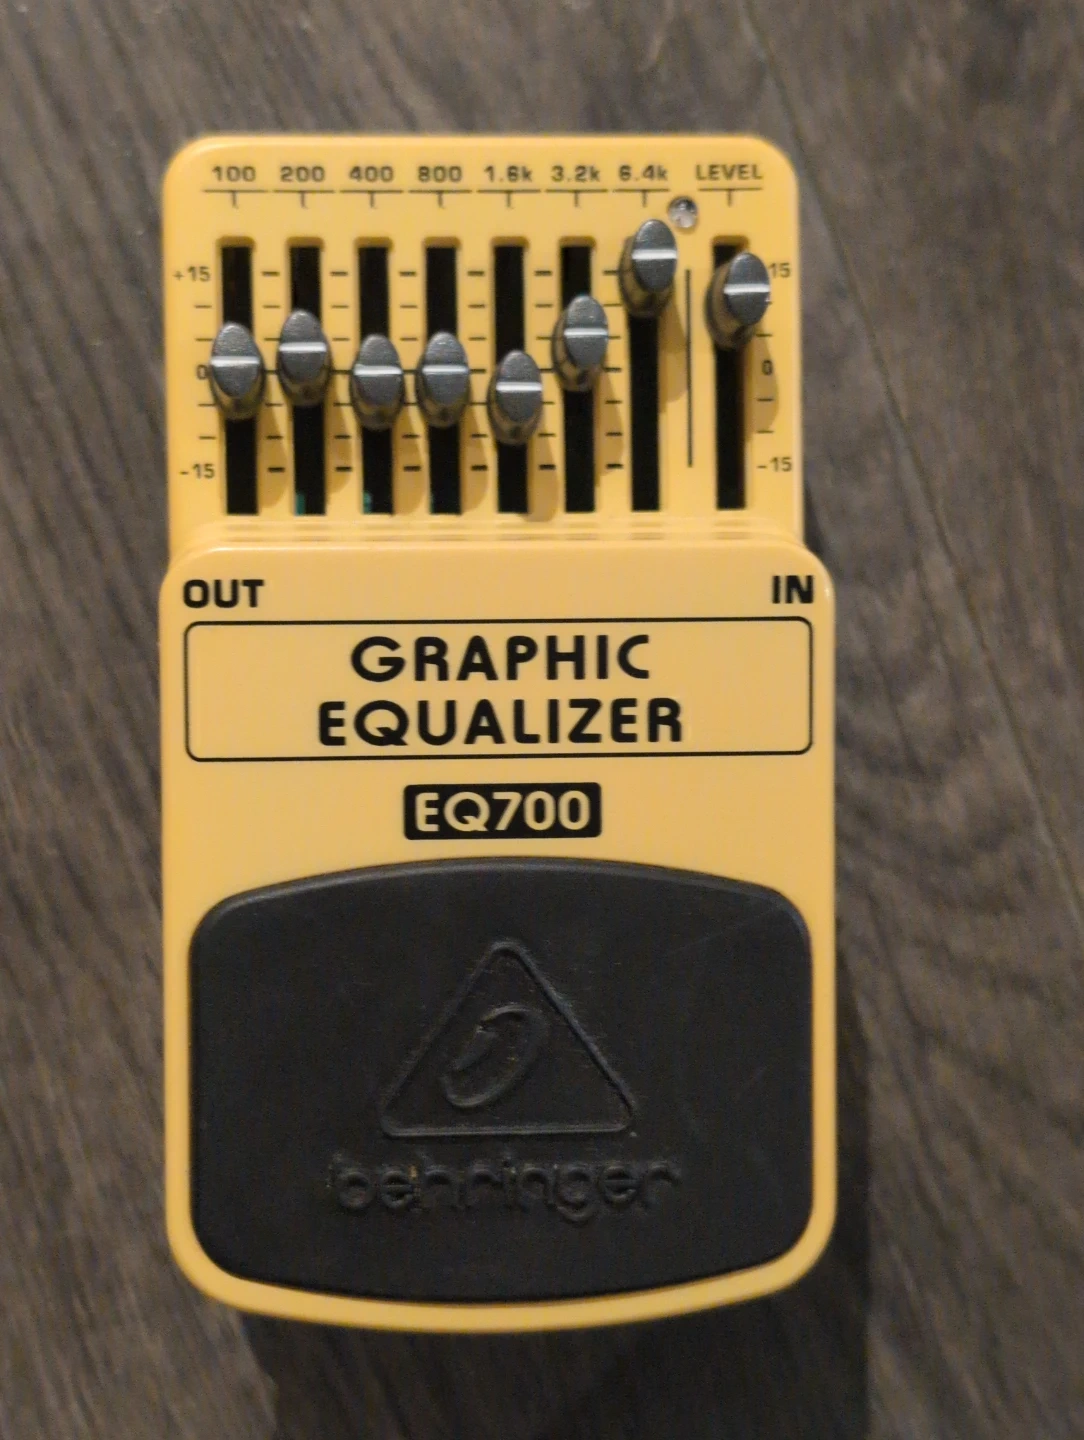 100 200 400 800 1.6k 3.2k 6.4k LEVEL
+15 15
0 0
-15 -15
OUT IN
GRAPHIC
EQUALIZER
EQ700
behringer